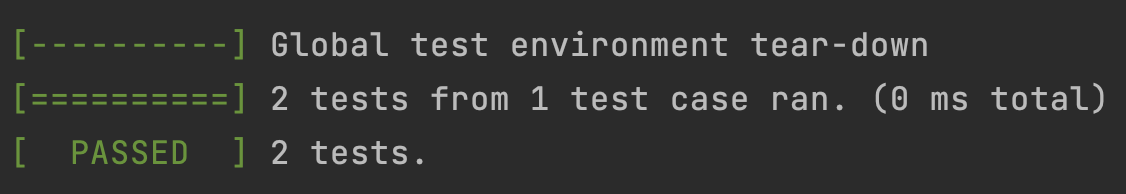 [----------] Global test environment tear-down
[==========] 2 tests from 1 test case ran. (0 ms total)
[  PASSED  ] 2 tests.